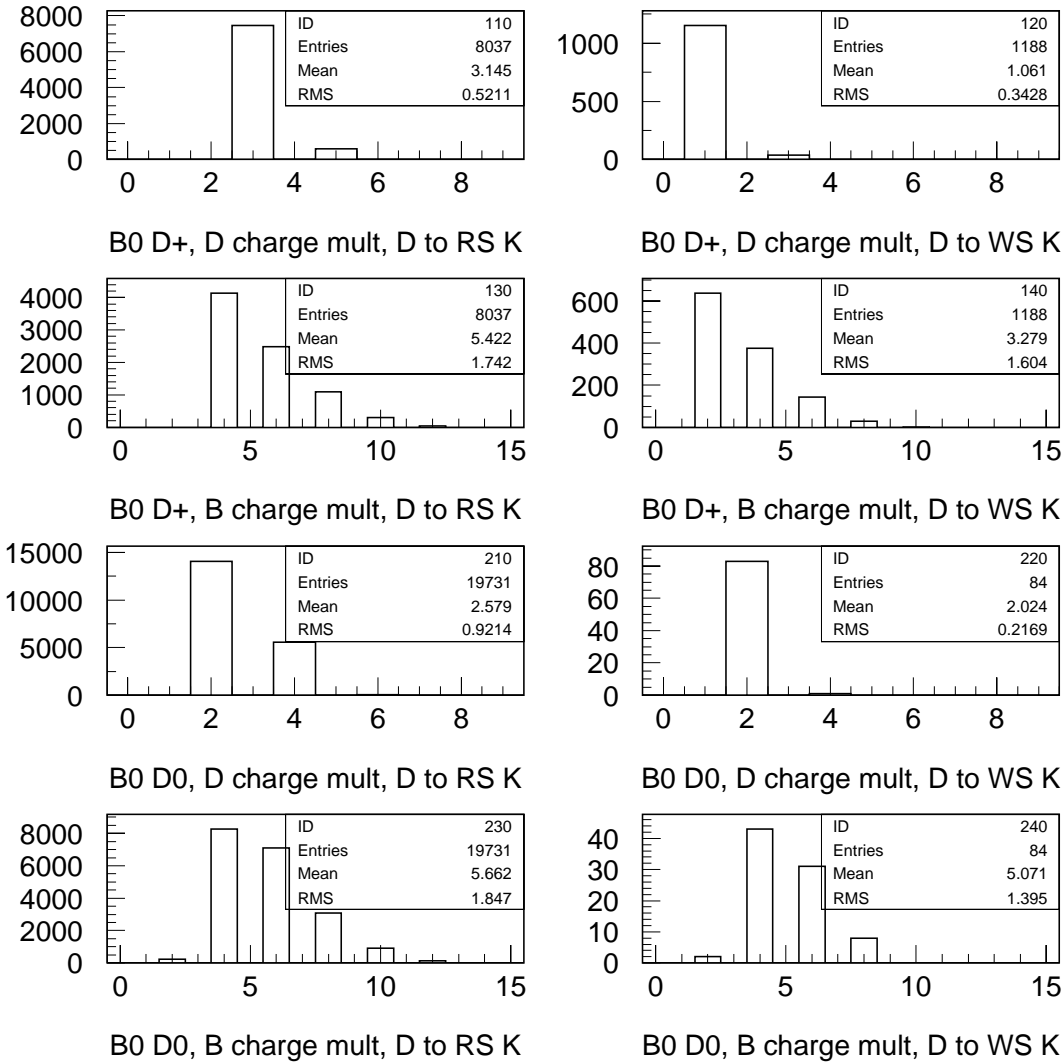 8000
6000
4000
2000
0
0 2 4 6 8
ID 110
Entries 8037
Mean 3.145
RMS 0.5211
B0 D+, D charge mult, D to RS K
1000
500
0
0 2 4 6 8
ID 120
Entries 1188
Mean 1.061
RMS 0.3428
B0 D+, D charge mult, D to WS K
4000
3000
2000
1000
0
0 5 10 15
ID 130
Entries 8037
Mean 5.422
RMS 1.742
B0 D+, B charge mult, D to RS K
600
400
200
0
0 5 10 15
ID 140
Entries 1188
Mean 3.279
RMS 1.604
B0 D+, B charge mult, D to WS K
15000
10000
5000
0
0 2 4 6 8
ID 210
Entries 19731
Mean 2.579
RMS 0.9214
B0 D0, D charge mult, D to RS K
80
60
40
20
0
0 2 4 6 8
ID 220
Entries 84
Mean 2.024
RMS 0.2169
B0 D0, D charge mult, D to WS K
8000
6000
4000
2000
0
0 5 10 15
ID 230
Entries 19731
Mean 5.662
RMS 1.847
B0 D0, B charge mult, D to RS K
40
30
20
10
0
0 5 10 15
ID 240
Entries 84
Mean 5.071
RMS 1.395
B0 D0, B charge mult, D to WS K